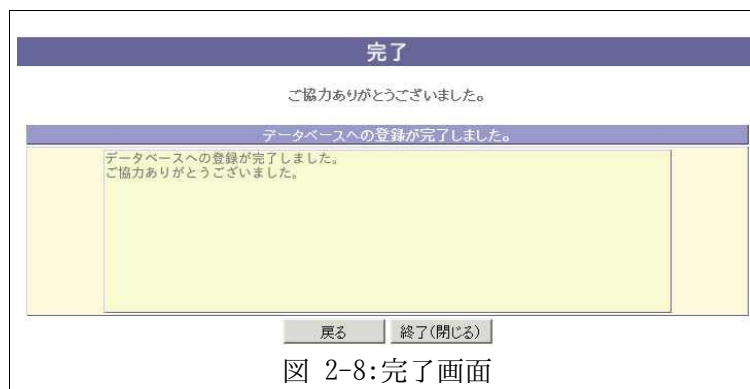 完了
ご協力ありがとうございました。
データベースへの登録が完了しました。
データベースへの登録が完了しました。
ご協力ありがとうございました。
戻る 終了(閉じる)
図 2-8:完了画面